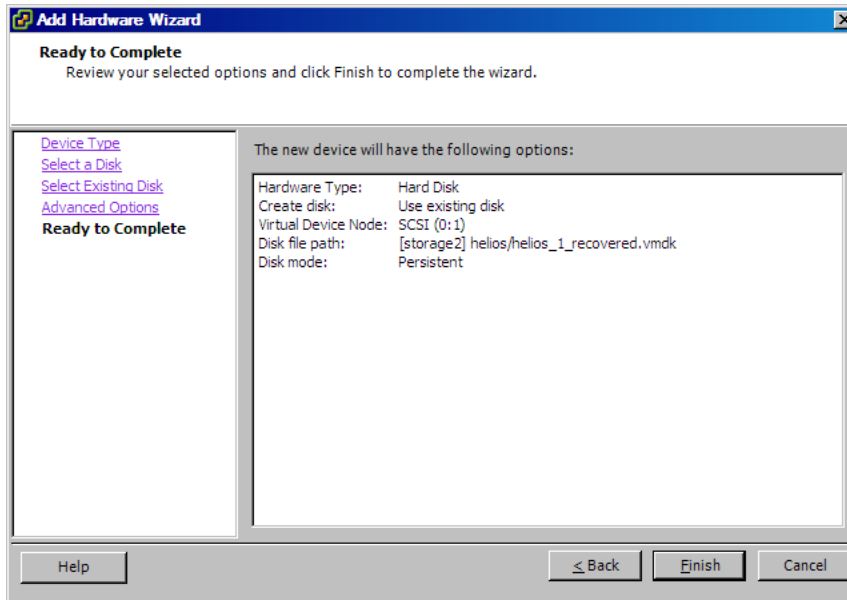 Add Hardware Wizard
Ready to Complete
Review your selected options and click Finish to complete the wizard.
Device Type
Select a Disk
Select Existing Disk
Advanced Options
Ready to Complete
The new device will have the following options:
Hardware Type: Hard Disk
Create disk: Use existing disk
Virtual Device Node: SCSI (0:1)
Disk file path: [storage2] helios/helios_1_recovered.vmdk
Disk mode: Persistent
Help
< Back
Finish
Cancel